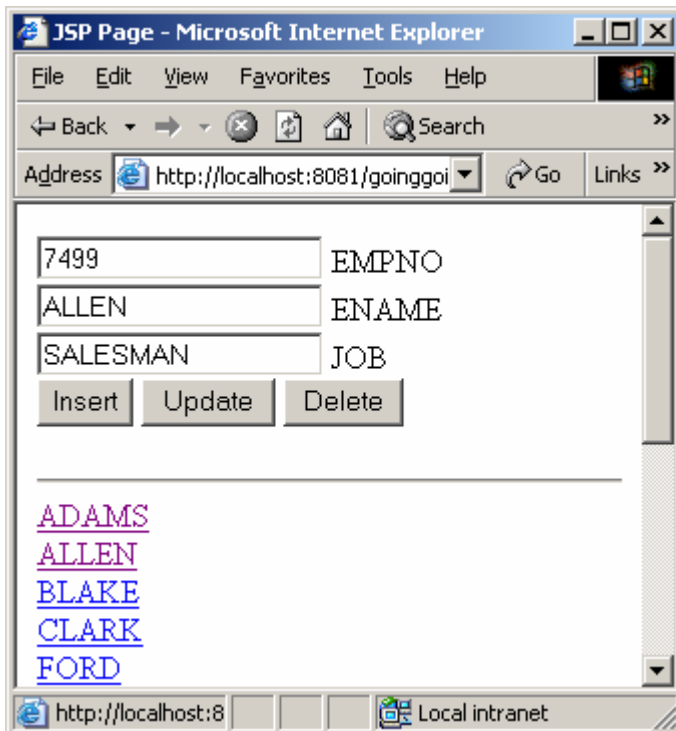 JSP Page - Microsoft Internet Explorer
File Edit View Favorites Tools Help
Back Search »
Address http://localhost:8081/goinggoi Go Links »
7499 EMPNO
ALLEN ENAME
SALESMAN JOB
Insert Update Delete
ADAMS
ALLEN
BLAKE
CLARK
FORD
http://localhost:8 Local intranet